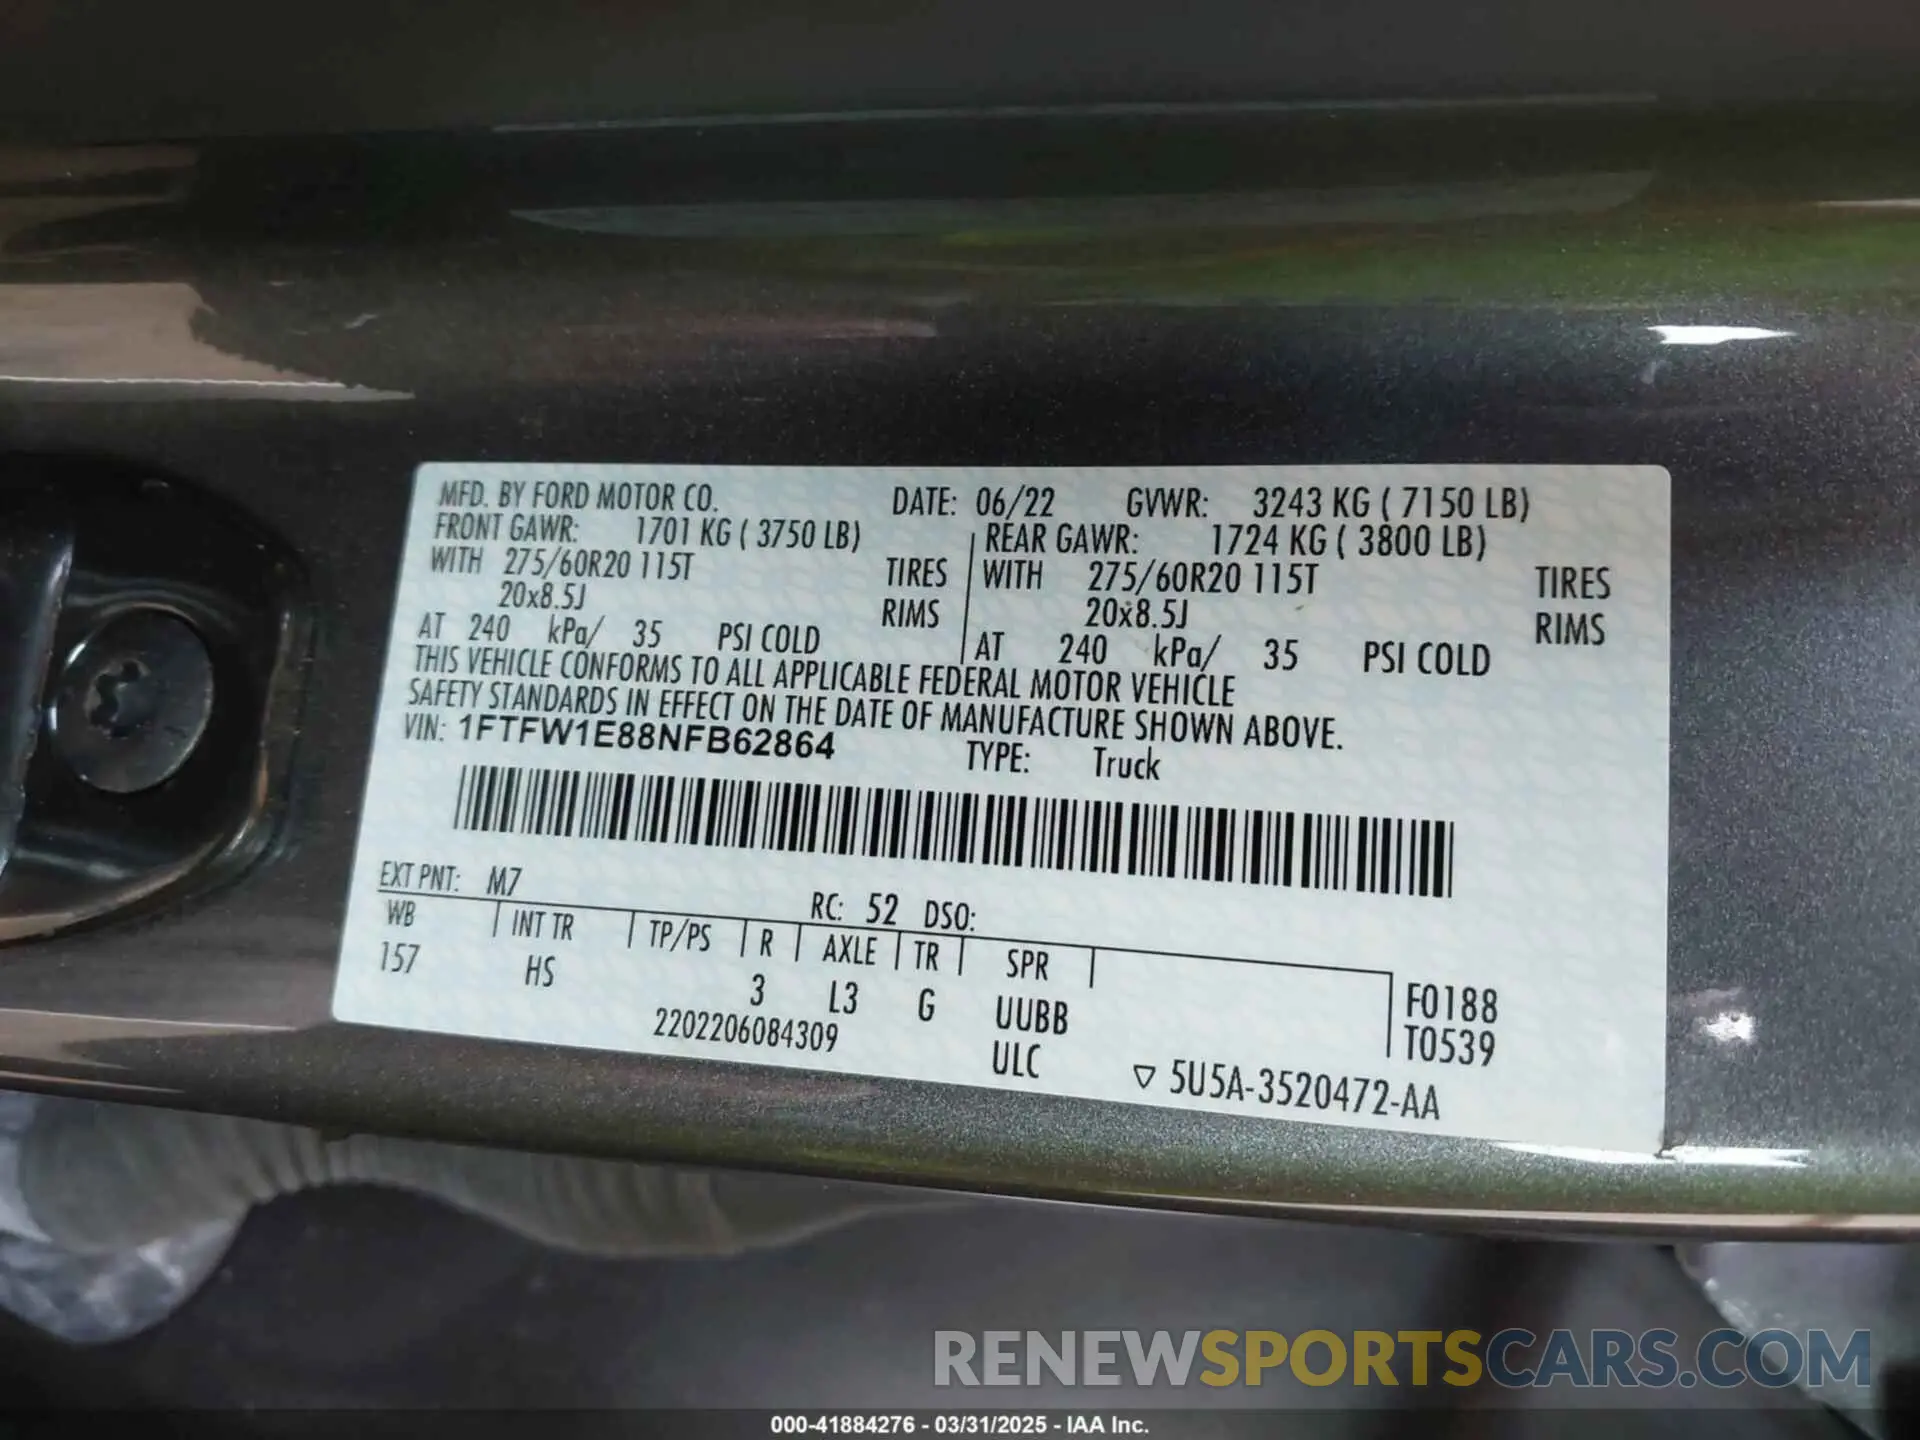 MFD. BY FORD MOTOR CO. DATE: 06/22 GVWR: 3243 KG ( 7150 LB)
FRONT GAWR: 1701 KG ( 3750 LB) REAR GAWR: 1724 KG ( 3800 LB)
WITH 275/60R20 115T TIRES WITH 275/60R20 115T TIRES
20x8.5J RIMS 20x8.5J RIMS
AT 240 kPa/ 35 PSI COLD AT 240 kPa/ 35 PSI COLD
THIS VEHICLE CONFORMS TO ALL APPLICABLE FEDERAL MOTOR VEHICLE
SAFETY STANDARDS IN EFFECT ON THE DATE OF MANUFACTURE SHOWN ABOVE.
VIN: 1FTFW1E88NFB62864 TYPE: Truck
EXT PNT: M7 RC: 52 DSO:
WB INT TR TP/PS R AXLE TR SPR
157 HS 3 L3 G UUBB F0188
2202206084309 ULC T0539
▽ 5U5A-3520472-AA
RENEWSPORTSCARS.COM
000-41884276 - 03/31/2025 - IAA Inc.